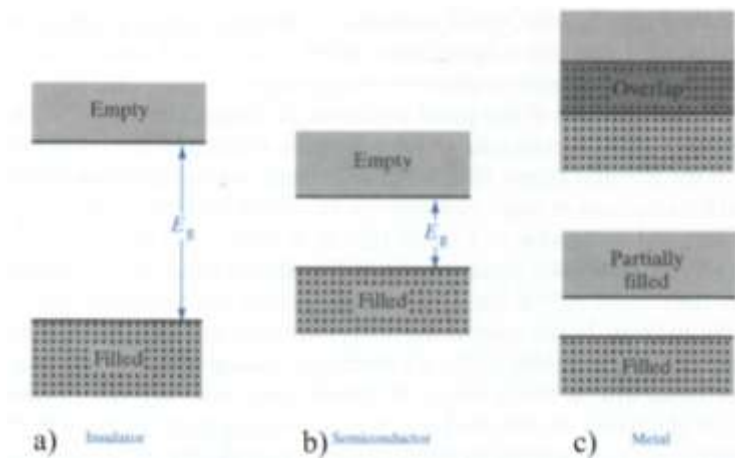 Empty
E g
Filled
a) Insulator
Empty
E g
Filled
b) Semiconductor
Overlap
Partially
filled
Filled
c) Metal